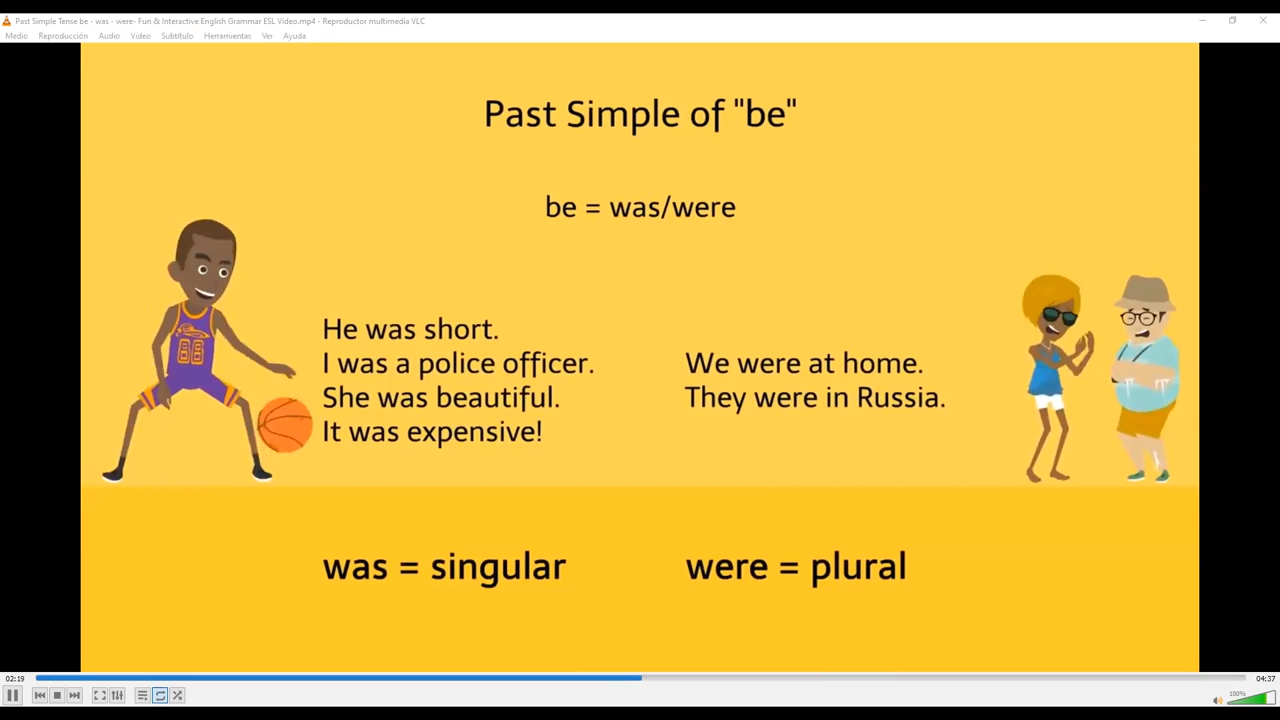 Past Simple Tense be - was - were- Fun & Interactive English Grammar ESL Video.mp4 - Reproductor multimedia VLC
Medio Reproducción Audio Vídeo Subtítulo Herramientas Ver Ayuda
Past Simple of "be"
be = was/were
He was short.
I was a police officer.
She was beautiful.
It was expensive!
We were at home.
They were in Russia.
88
was = singular
were = plural
02:19
04:37
100%